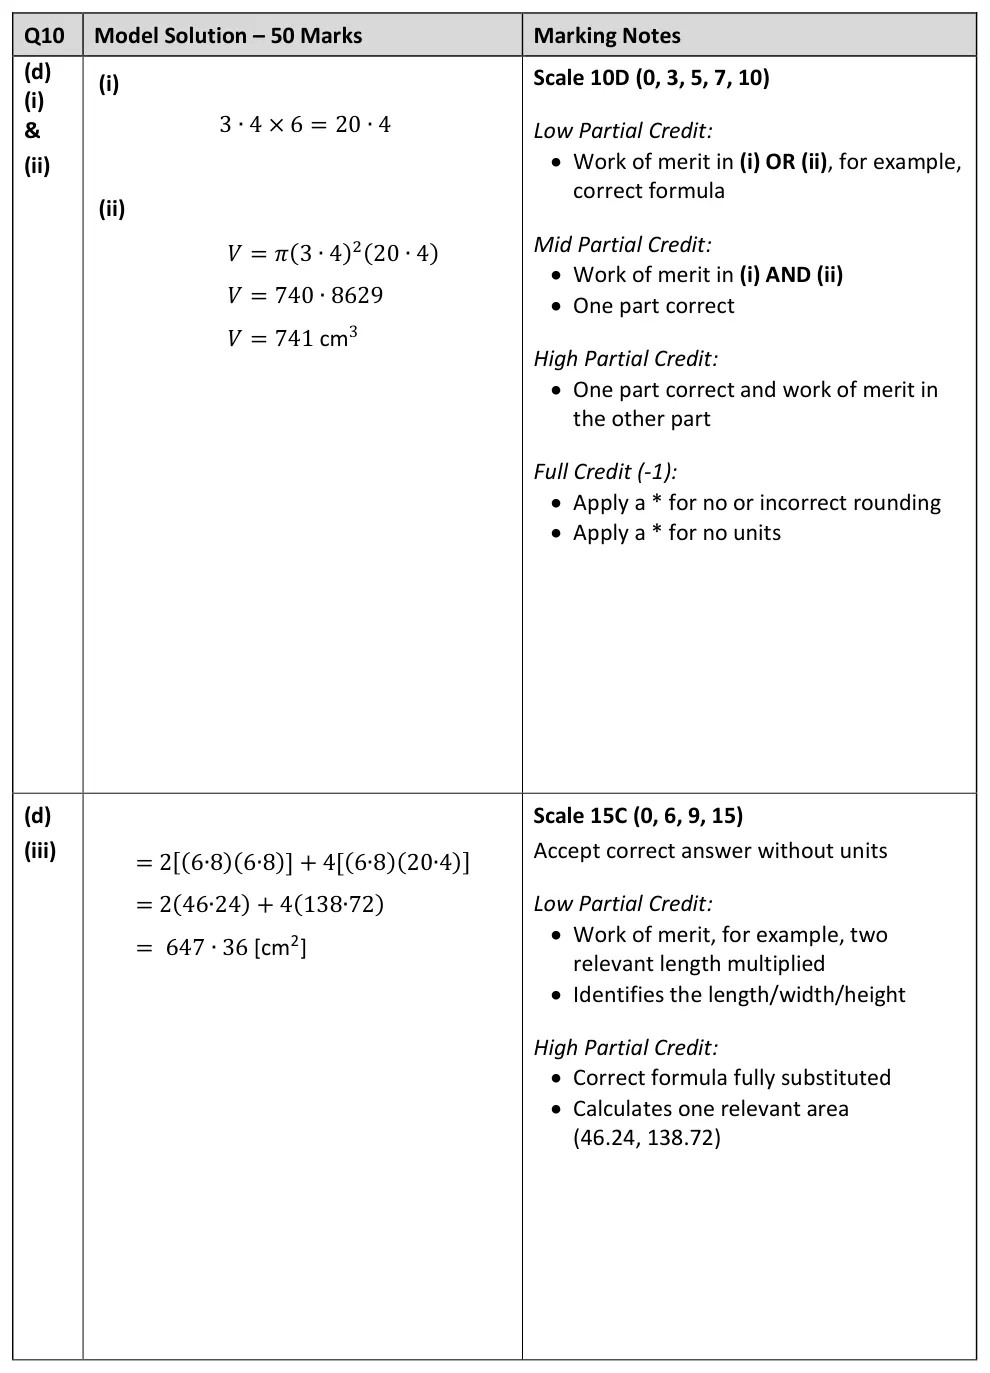 Q10 Model Solution – 50 Marks Marking Notes
(d)
(i)
&
(ii)
(i)
3 · 4 × 6 = 20 · 4
(ii)
V = π(3 · 4)²(20 · 4)
V = 740 · 8629
V = 741 cm³
Scale 10D (0, 3, 5, 7, 10)
Low Partial Credit:
• Work of merit in (i) OR (ii), for example,
correct formula
Mid Partial Credit:
• Work of merit in (i) AND (ii)
• One part correct
High Partial Credit:
• One part correct and work of merit in
the other part
Full Credit (-1):
• Apply a * for no or incorrect rounding
• Apply a * for no units
(d)
(iii)
= 2[(6·8)(6·8)] + 4[(6·8)(20·4)]
= 2(46·24) + 4(138·72)
= 647 · 36 [cm²]
Scale 15C (0, 6, 9, 15)
Accept correct answer without units
Low Partial Credit:
• Work of merit, for example, two
relevant length multiplied
• Identifies the length/width/height
High Partial Credit:
• Correct formula fully substituted
• Calculates one relevant area
(46.24, 138.72)